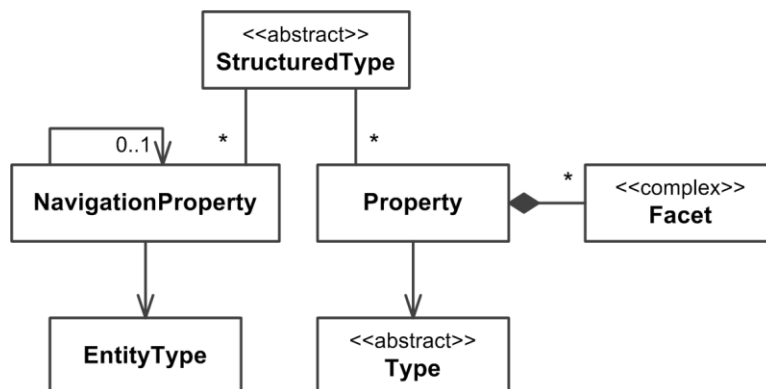 <<abstract>>
StructuredType
0..1
*
*
*
NavigationProperty
Property
<<complex>>
Facet
EntityType
<<abstract>>
Type